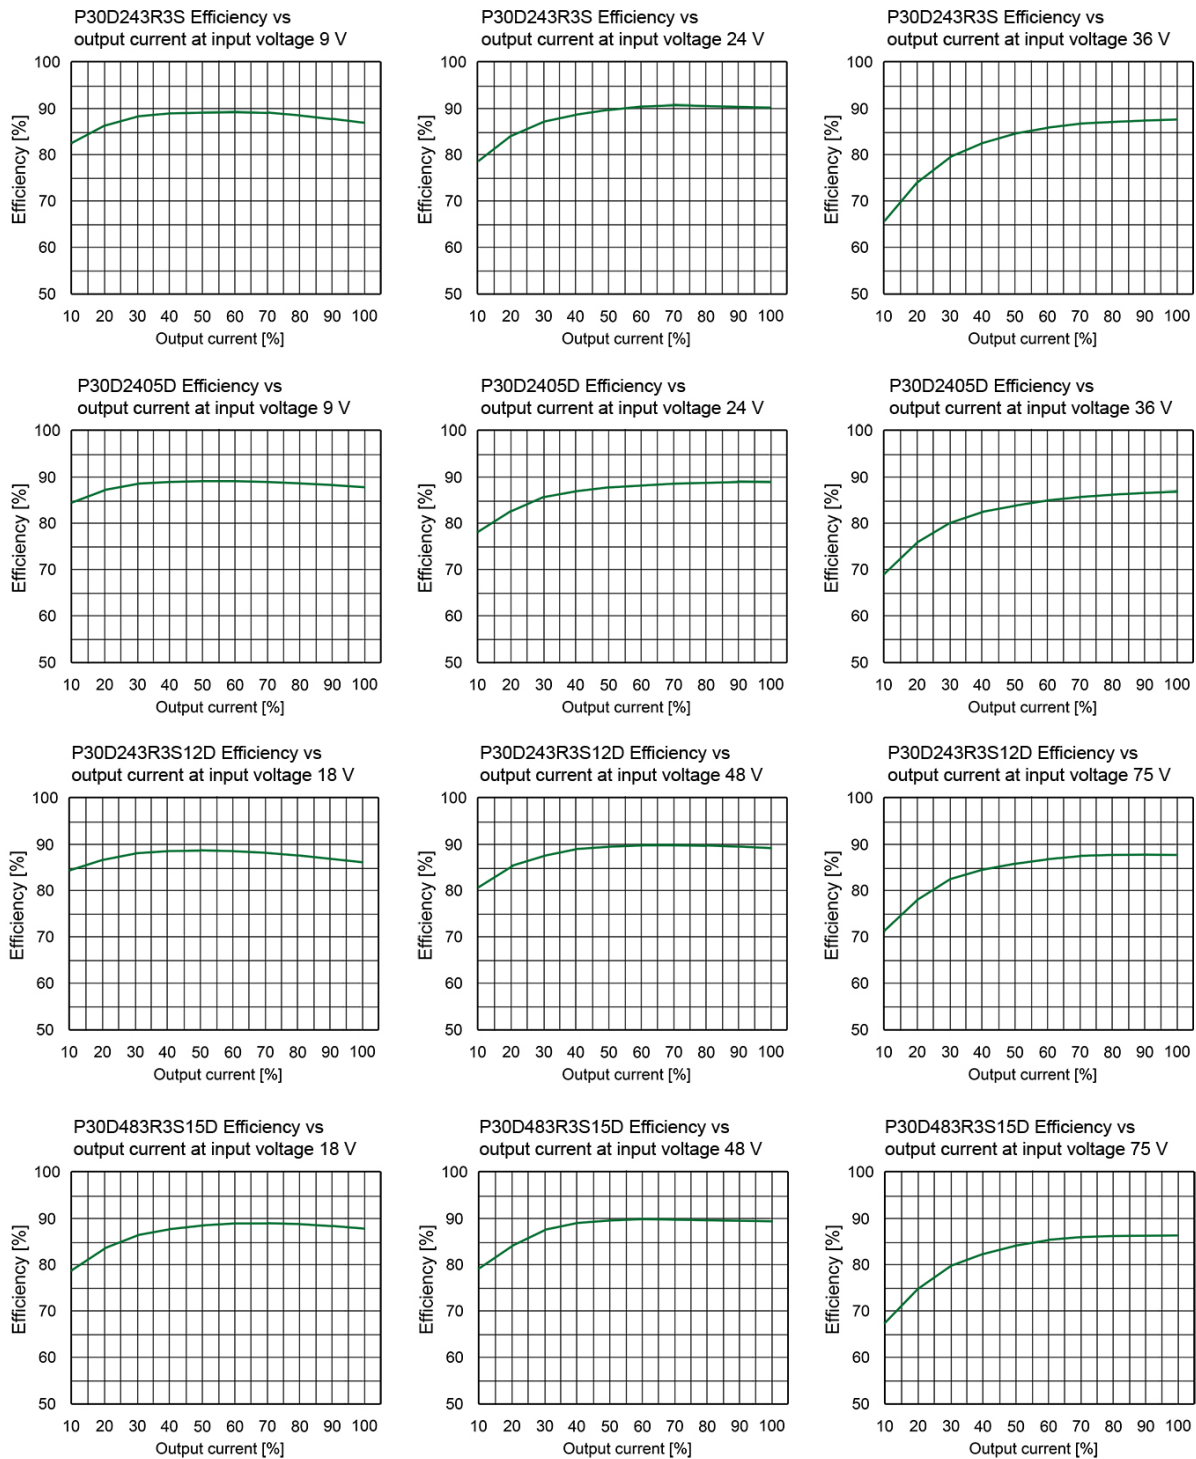 P30D243R3S Efficiency vs
output current at input voltage 9 V
100
90
80
70
60
50
Efficiency [%]
10 20 30 40 50 60 70 80 90 100
Output current [%]
P30D243R3S Efficiency vs
output current at input voltage 24 V
100
90
80
70
60
50
Efficiency [%]
10 20 30 40 50 60 70 80 90 100
Output current [%]
P30D243R3S Efficiency vs
output current at input voltage 36 V
100
90
80
70
60
50
Efficiency [%]
10 20 30 40 50 60 70 80 90 100
Output current [%]
P30D2405D Efficiency vs
output current at input voltage 9 V
100
90
80
70
60
50
Efficiency [%]
10 20 30 40 50 60 70 80 90 100
Output current [%]
P30D2405D Efficiency vs
output current at input voltage 24 V
100
90
80
70
60
50
Efficiency [%]
10 20 30 40 50 60 70 80 90 100
Output current [%]
P30D2405D Efficiency vs
output current at input voltage 36 V
100
90
80
70
60
50
Efficiency [%]
10 20 30 40 50 60 70 80 90 100
Output current [%]
P30D243R3S12D Efficiency vs
output current at input voltage 18 V
100
90
80
70
60
50
Efficiency [%]
10 20 30 40 50 60 70 80 90 100
Output current [%]
P30D243R3S12D Efficiency vs
output current at input voltage 48 V
100
90
80
70
60
50
Efficiency [%]
10 20 30 40 50 60 70 80 90 100
Output current [%]
P30D243R3S12D Efficiency vs
output current at input voltage 75 V
100
90
80
70
60
50
Efficiency [%]
10 20 30 40 50 60 70 80 90 100
Output current [%]
P30D483R3S15D Efficiency vs
output current at input voltage 18 V
100
90
80
70
60
50
Efficiency [%]
10 20 30 40 50 60 70 80 90 100
Output current [%]
P30D483R3S15D Efficiency vs
output current at input voltage 48 V
100
90
80
70
60
50
Efficiency [%]
10 20 30 40 50 60 70 80 90 100
Output current [%]
P30D483R3S15D Efficiency vs
output current at input voltage 75 V
100
90
80
70
60
50
Efficiency [%]
10 20 30 40 50 60 70 80 90 100
Output current [%]